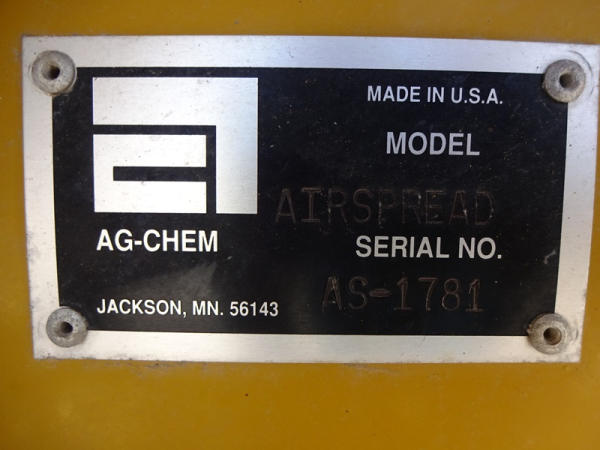 MADE IN U.S.A.
MODEL
AIRSPREAD
AG-CHEM
SERIAL NO.
AS-1781
JACKSON, MN. 56143